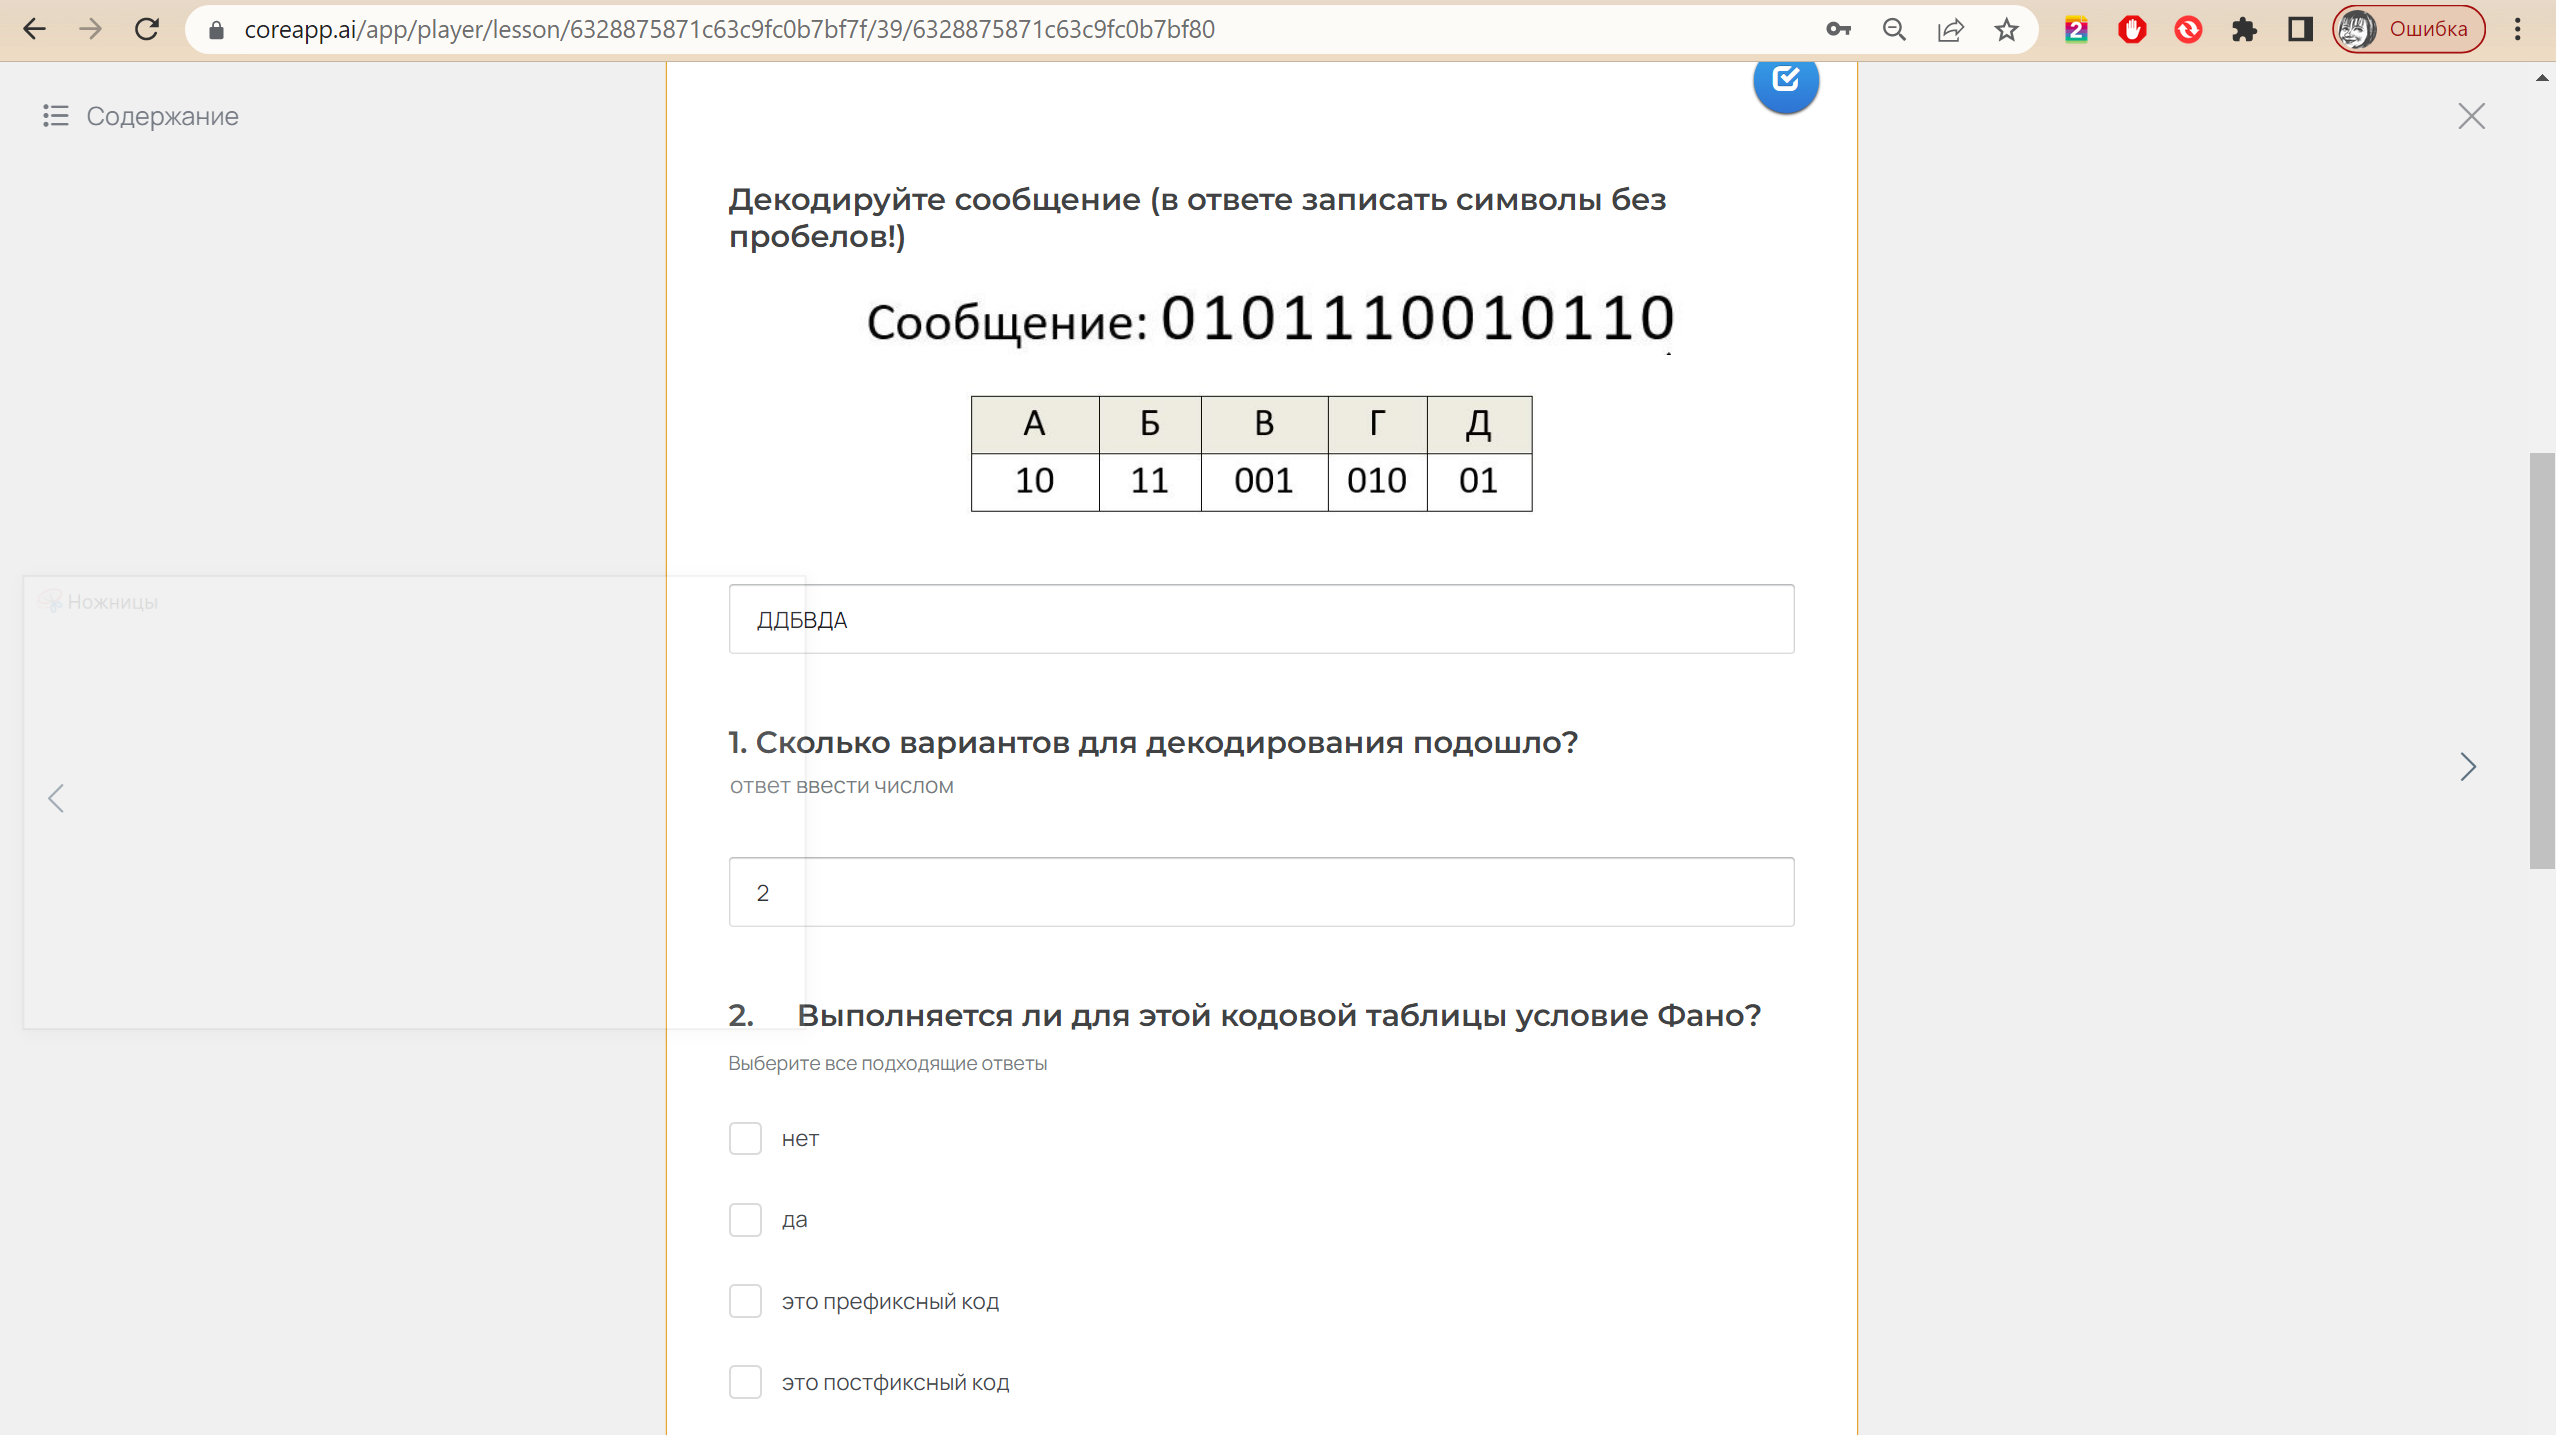 coreapp.ai/app/player/lesson/6328875871c63c9fc0b7bf7f/39/6328875871c63c9fc0b7bf80
2
Ошибка
Содержание
Декодируйте сообщение (в ответе записать символы без
пробелов!)
Сообщение: 0101110010110
А Б В Г Д
10 11 001 010 01
Ножницы
ДДБВДА
1. Сколько вариантов для декодирования подошло?
ответ ввести числом
2
2. Выполняется ли для этой кодовой таблицы условие Фано?
Выберите все подходящие ответы
нет
да
это префиксный код
это постфиксный код